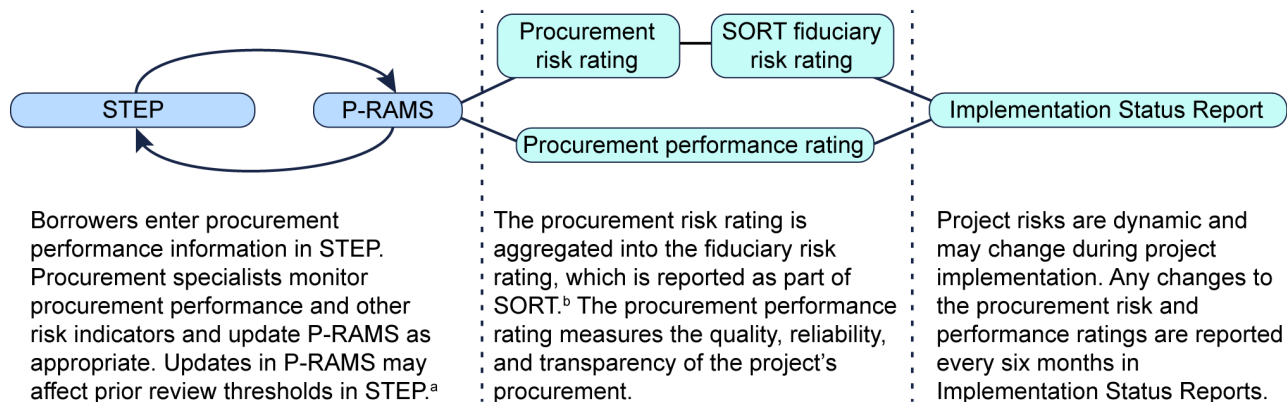 Procurement
risk rating
SORT fiduciary
risk rating
STEP
P-RAMS
Implementation Status Report
Procurement performance rating
Borrowers enter procurement
performance information in STEP.
Procurement specialists monitor
procurement performance and other
risk indicators and update P-RAMS as
appropriate. Updates in P-RAMS may
affect prior review thresholds in STEP.ᵃ
The procurement risk rating is
aggregated into the fiduciary risk
rating, which is reported as part of
SORT.ᵇ The procurement performance
rating measures the quality, reliability,
and transparency of the project’s
procurement.
Project risks are dynamic and
may change during project
implementation. Any changes to
the procurement risk and
performance ratings are reported
every six months in
Implementation Status Reports.